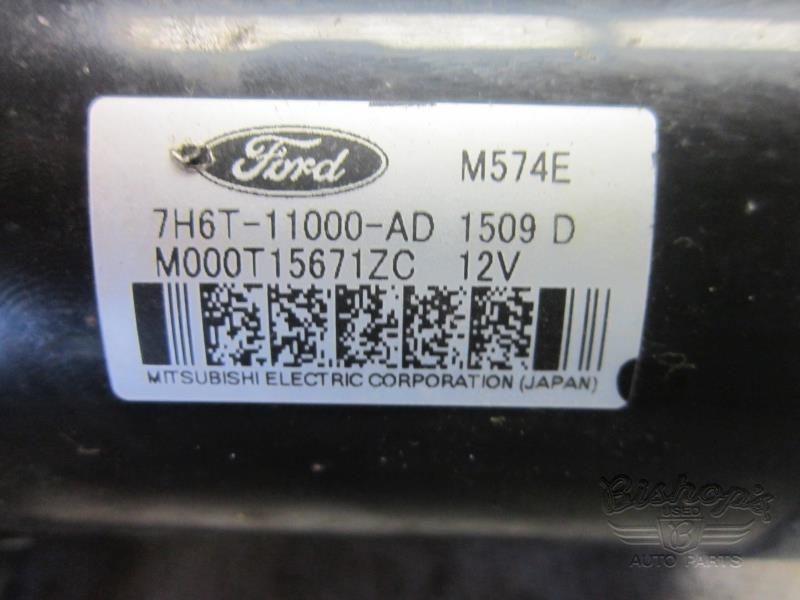 Ford M574E
7H6T-11000-AD 1509 D
M000T15671ZC 12V
MITSUBISHI ELECTRIC CORPORATION (JAPAN)
Bishop's
USED
AUTO PARTS